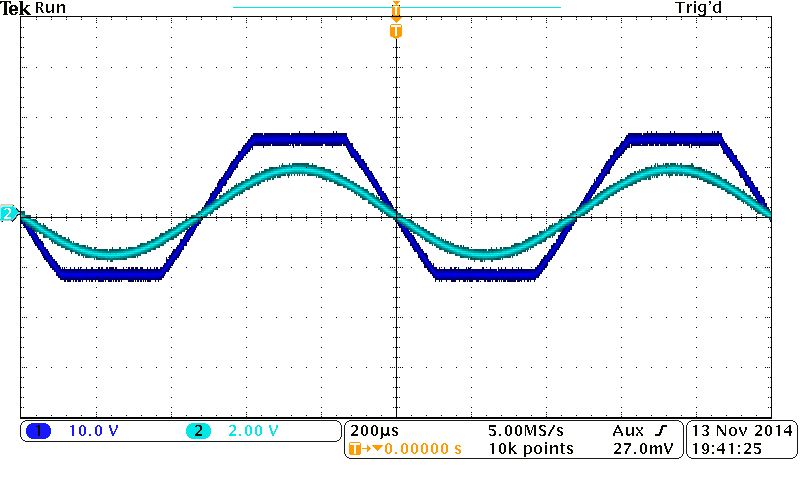 Tek Run Trig'd
T
T
2
1 10.0 V 2 2.00 V
200µs 5.00MS/s Aux
T→▼0.00000 s 10k points 27.0mV
13 Nov 2014
19:41:25